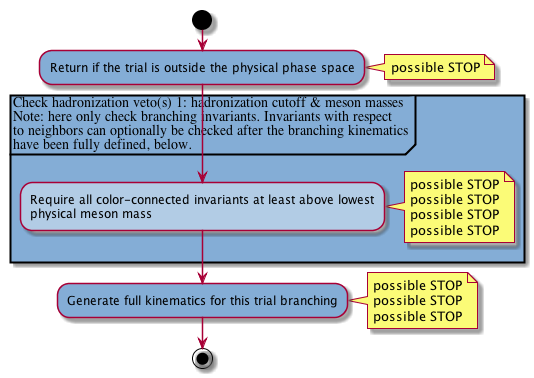 Return if the trial is outside the physical phase space
possible STOP
Check hadronization veto(s) 1: hadronization cutoff & meson masses
Note: here only check branching invariants. Invariants with respect
to neighbors can optionally be checked after the branching kinematics
have been fully defined, below.
Require all color-connected invariants at least above lowest
physical meson mass
possible STOP
possible STOP
possible STOP
possible STOP
Generate full kinematics for this trial branching
possible STOP
possible STOP
possible STOP